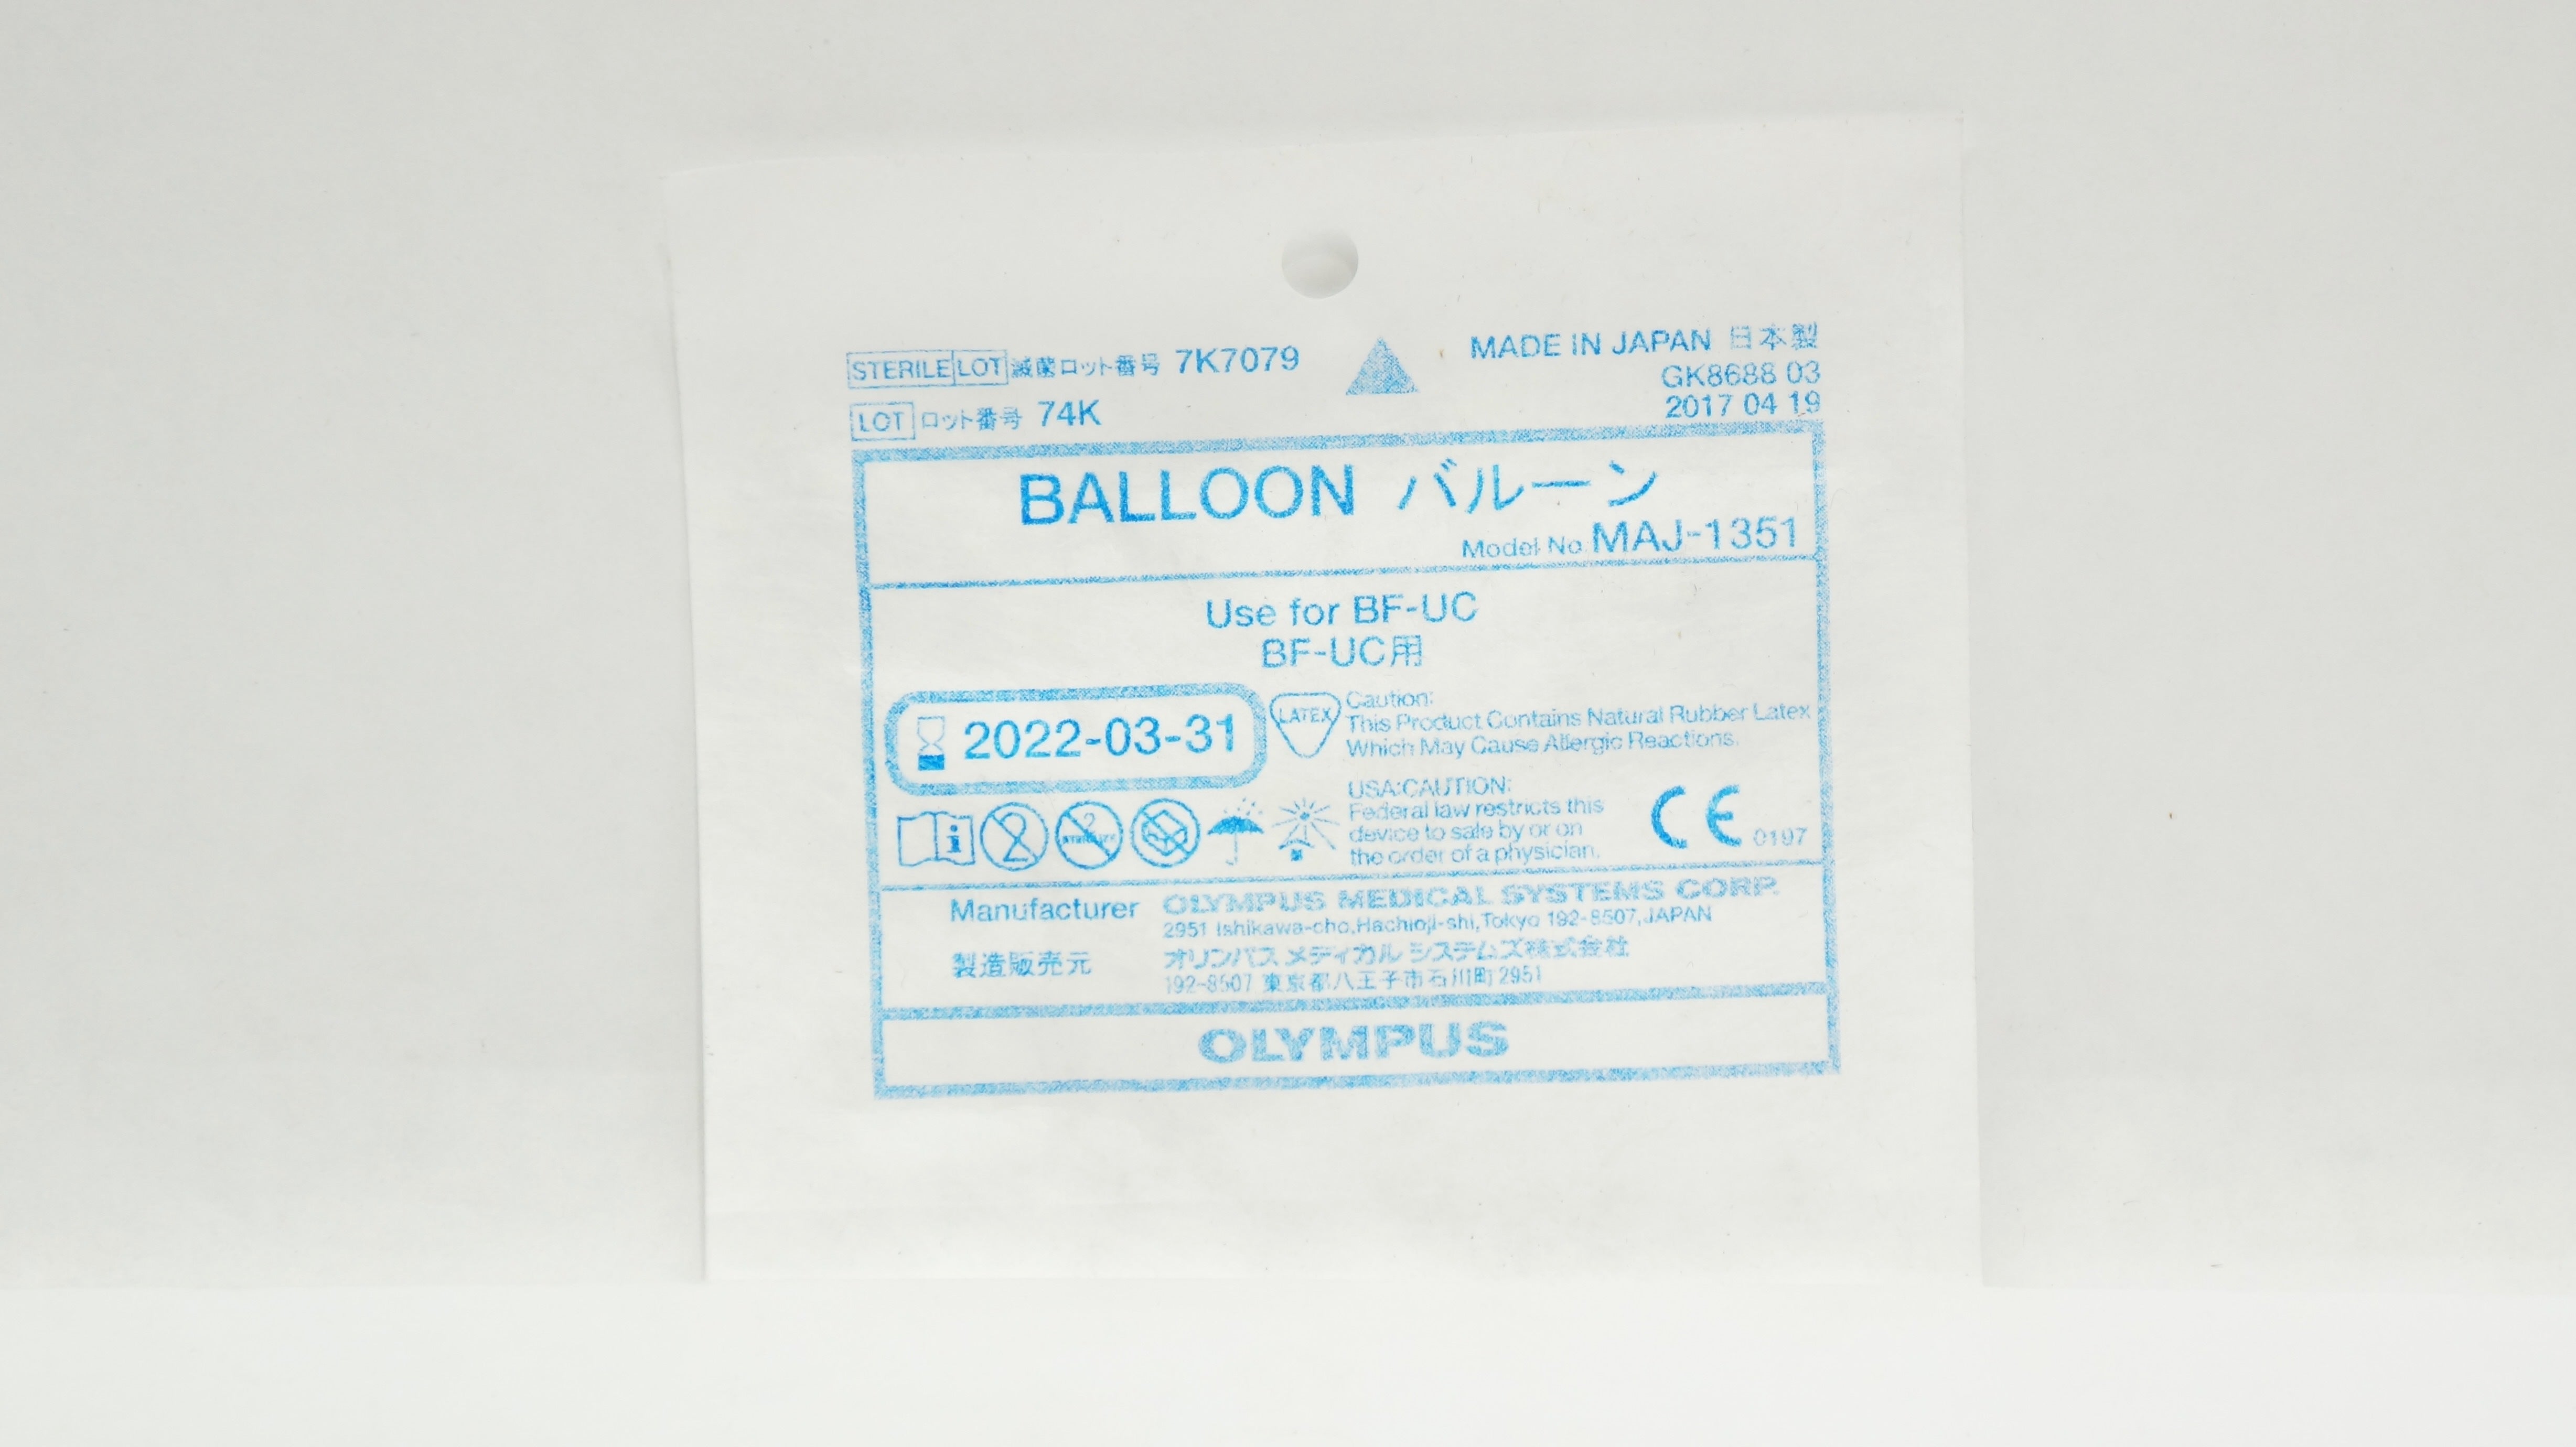 STERILE LOT 滅菌ロット番号 7K7079
LOT ロット番号 74K
MADE IN JAPAN 日本製
GK8688 03
2017 04 19
BALLOON バルーン
Model No. MAJ-1351
Use for BF-UC
BF-UC用
2022-03-31
LATEX
Caution:
This Product Contains Natural Rubber Latex
Which May Cause Allergic Reactions.
2
2
STERILIZE
USA:CAUTION:
Federal law restricts this
device to sale by or on
the order of a physician.
CE 0197
Manufacturer OLYMPUS MEDICAL SYSTEMS CORP.
2951 Ishikawa-cho,Hachioji-shi,Tokyo 192-8507,JAPAN
製造販売元 オリンパス メディカル システムズ株式会社
192-8507 東京都八王子市石川町2951
OLYMPUS